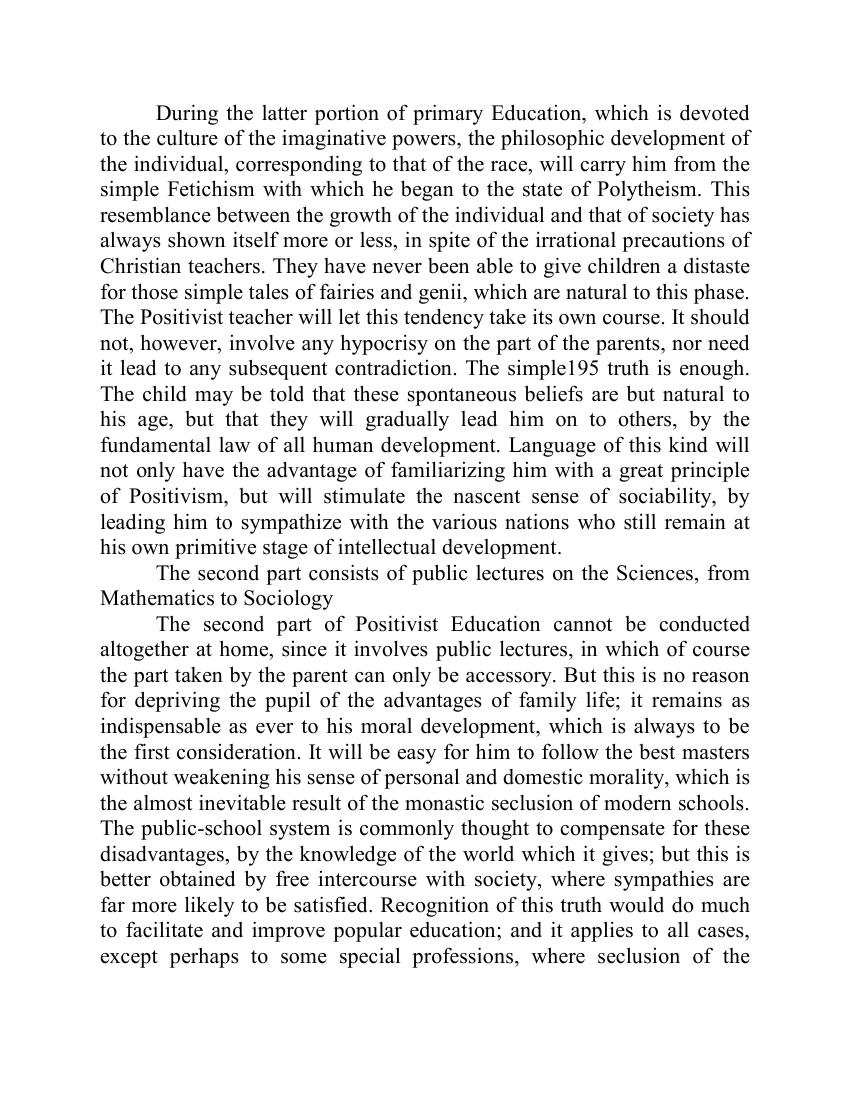 During the latter portion of primary Education, which is devoted
to the culture of the imaginative powers, the philosophic development of
the individual, corresponding to that of the race, will carry him from the
simple Fetichism with which he began to the state of Polytheism. This
resemblance between the growth of the individual and that of society has
always shown itself more or less, in spite of the irrational precautions of
Christian teachers. They have never been able to give children a distaste
for those simple tales of fairies and genii, which are natural to this phase.
The Positivist teacher will let this tendency take its own course. It should
not, however, involve any hypocrisy on the part of the parents, nor need
it lead to any subsequent contradiction. The simple195 truth is enough.
The child may be told that these spontaneous beliefs are but natural to
his age, but that they will gradually lead him on to others, by the
fundamental law of all human development. Language of this kind will
not only have the advantage of familiarizing him with a great principle
of Positivism, but will stimulate the nascent sense of sociability, by
leading him to sympathize with the various nations who still remain at
his own primitive stage of intellectual development.
The second part consists of public lectures on the Sciences, from
Mathematics to Sociology
The second part of Positivist Education cannot be conducted
altogether at home, since it involves public lectures, in which of course
the part taken by the parent can only be accessory. But this is no reason
for depriving the pupil of the advantages of family life; it remains as
indispensable as ever to his moral development, which is always to be
the first consideration. It will be easy for him to follow the best masters
without weakening his sense of personal and domestic morality, which is
the almost inevitable result of the monastic seclusion of modern schools.
The public-school system is commonly thought to compensate for these
disadvantages, by the knowledge of the world which it gives; but this is
better obtained by free intercourse with society, where sympathies are
far more likely to be satisfied. Recognition of this truth would do much
to facilitate and improve popular education; and it applies to all cases,
except perhaps to some special professions, where seclusion of the